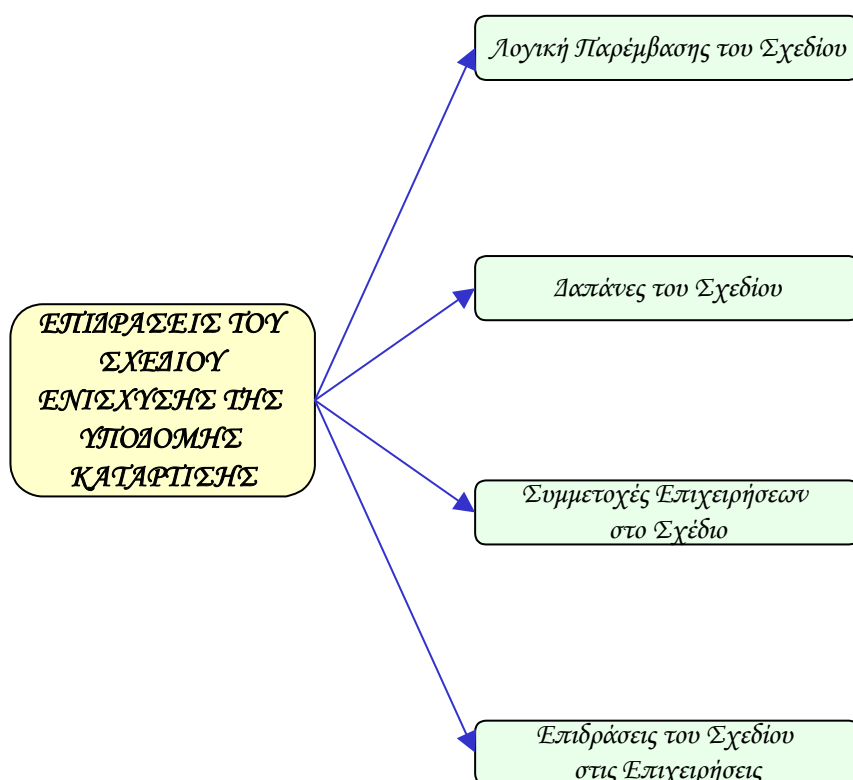 Λογική Παρέμβασης του Σχεδίου
Δαπάνες του Σχεδίου
ΕΠΙΔΡΑΣΕΙΣ ΤΟΥ
ΣΧΕΔΙΟΥ
ΕΝΙΣΧΥΣΗΣ ΤΗΣ
ΥΠΟΔΟΜΗΣ
ΚΑΤΑΡΤΙΣΗΣ
Συμμετοχές Επιχειρήσεων
στο Σχέδιο
Επιδράσεις του Σχεδίου
στις Επιχειρήσεις